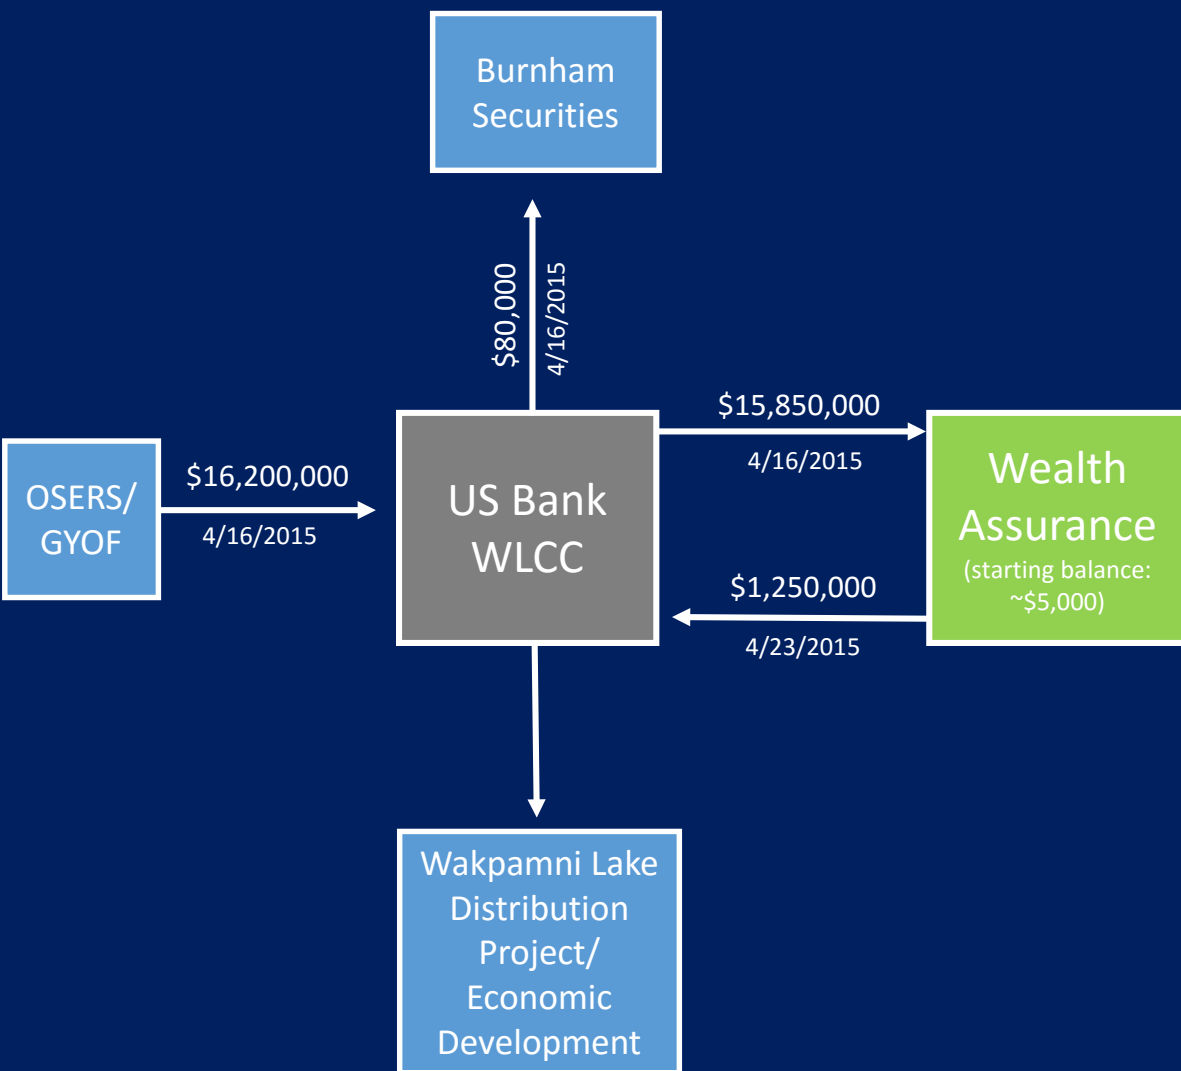 Burnham
Securities
$80,000
4/16/2015
$15,850,000
4/16/2015
OSERS/
GYOF
$16,200,000
4/16/2015
US Bank
WLCC
Wealth
Assurance
(starting balance:
~$5,000)
$1,250,000
4/23/2015
Wakpamni Lake
Distribution
Project/
Economic
Development